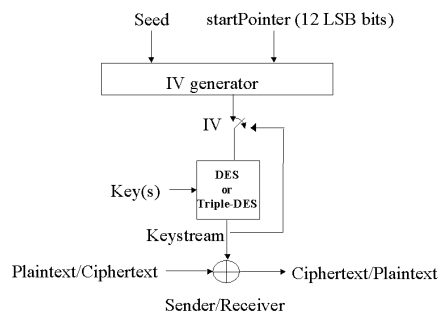 Seed
startPointer (12 LSB bits)
IV generator
IV
DES
or
Triple-DES
Key(s)
Keystream
Plaintext/Ciphertext
Ciphertext/Plaintext
Sender/Receiver